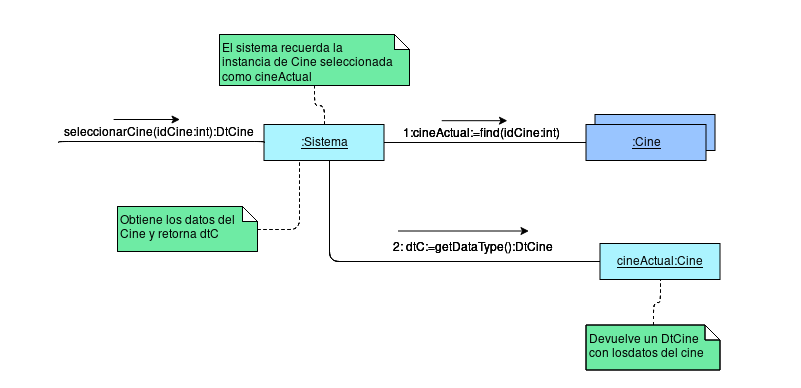 El sistema recuerda la
instancia de Cine seleccionada
como cineActual
seleccionarCine(idCine:int):DtCine
:Sistema
1:cineActual:=find(idCine:int)
:Cine
Obtiene los datos del
Cine y retorna dtC
2: dtC:=getDataType():DtCine
cineActual:Cine
Devuelve un DtCine
con losdatos del cine